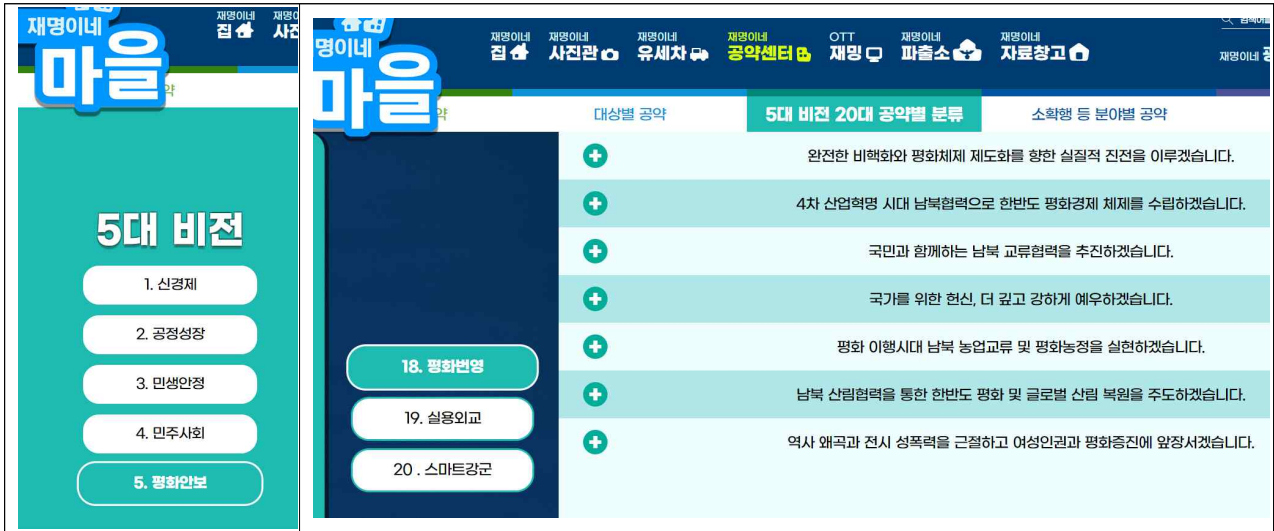 재명이네
마을
재명이네
집
약
5대 비전
1. 신경제
2. 공정성장
3. 민생안정
4. 민주사회
5. 평화안보
명이네
마을
재명이네
집
재명이네
사진관
재명이네
유세차
재명이네
공약센터
OTT
재밍
재명이네
파출소
재명이네
자료창고
재명이네
약
대상별 공약
5대 비전 20대 공약별 분류
소확행 등 분야별 공약
완전한 비핵화와 평화체제 제도화를 향한 실질적 진전을 이루겠습니다.
4차 산업혁명 시대 남북협력으로 한반도 평화경제 체제를 수립하겠습니다.
국민과 함께하는 남북 교류협력을 추진하겠습니다.
국가를 위한 헌신, 더 깊고 강하게 예우하겠습니다.
평화 이행시대 남북 농업교류 및 평화농정을 실현하겠습니다.
남북 산림협력을 통한 한반도 평화 및 글로벌 산림 복원을 주도하겠습니다.
역사 왜곡과 전시 성폭력을 근절하고 여성인권과 평화증진에 앞장서겠습니다.
18. 평화번영
19. 실용외교
20 . 스마트강군